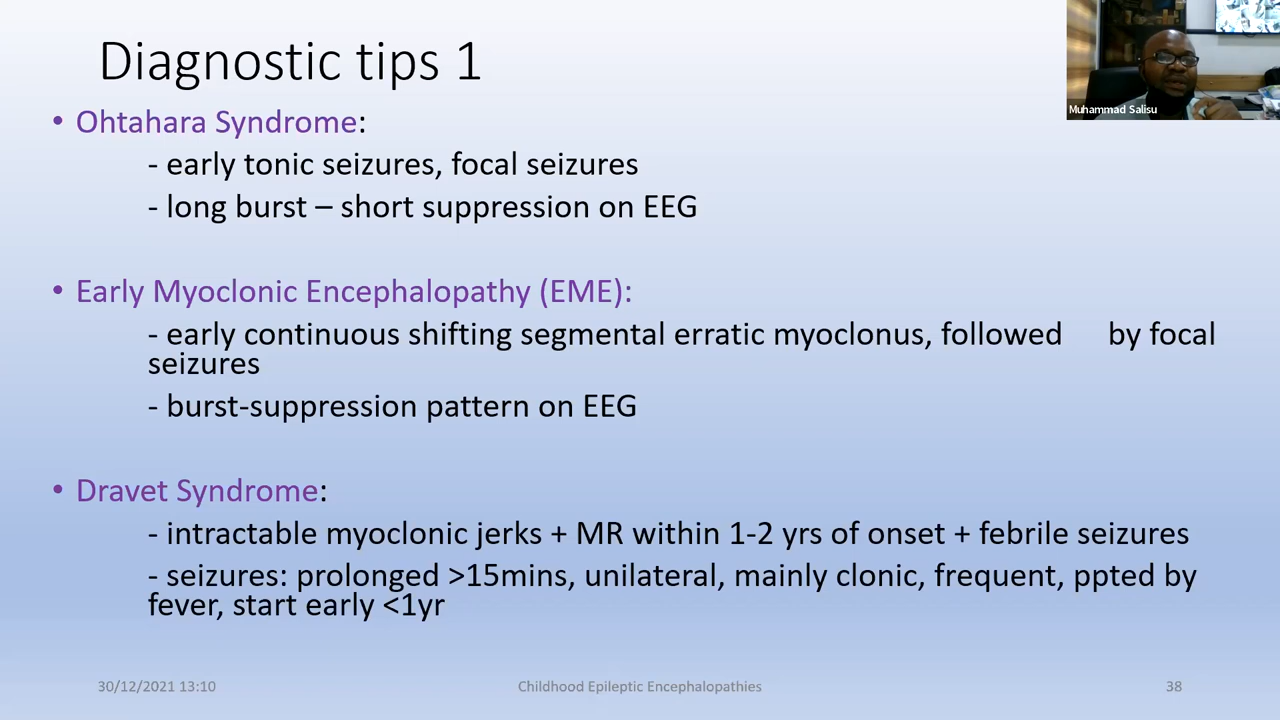 Diagnostic tips 1
Muhammad Salisu
• Ohtahara Syndrome:
- early tonic seizures, focal seizures
- long burst – short suppression on EEG
• Early Myoclonic Encephalopathy (EME):
- early continuous shifting segmental erratic myoclonus, followed by focal
seizures
- burst-suppression pattern on EEG
• Dravet Syndrome:
- intractable myoclonic jerks + MR within 1-2 yrs of onset + febrile seizures
- seizures: prolonged >15mins, unilateral, mainly clonic, frequent, ppted by
fever, start early <1yr
30/12/2021 13:10
Childhood Epileptic Encephalopathies
38